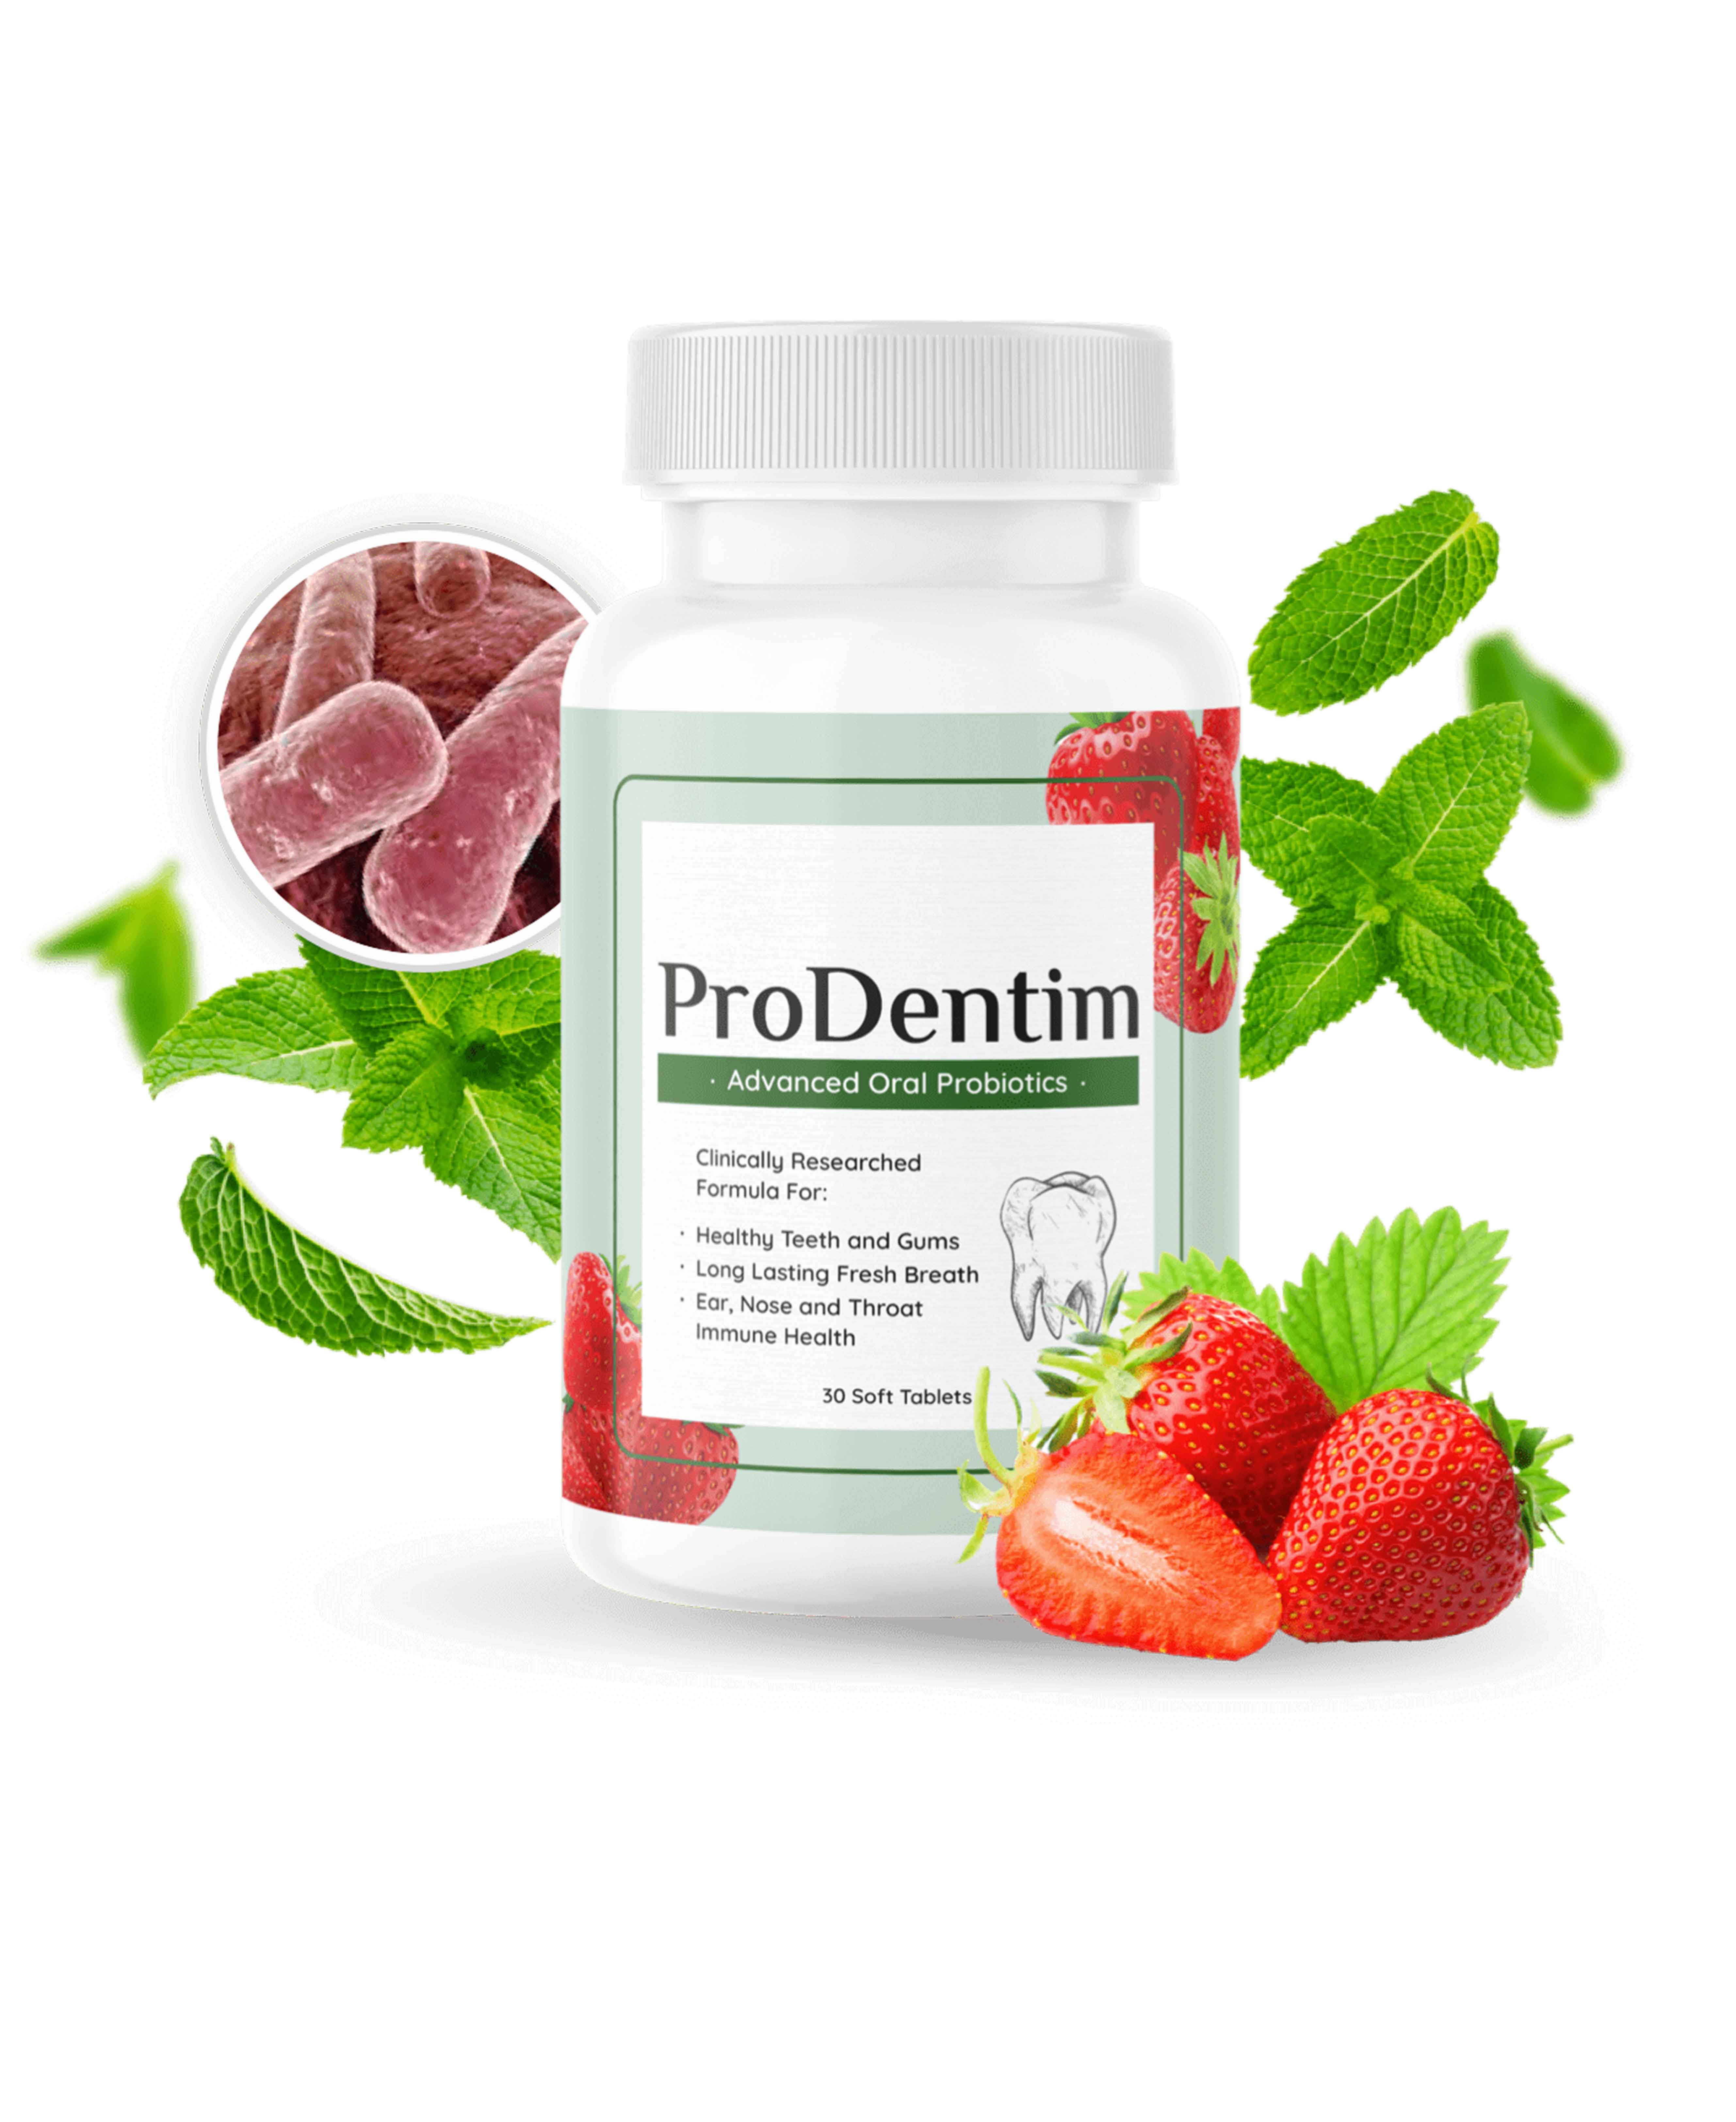 ProDentim
· Advanced Oral Probiotics ·
Clinically Researched
Formula For:
· Healthy Teeth and Gums
· Long Lasting Fresh Breath
· Ear, Nose and Throat
Immune Health
30 Soft Tablets